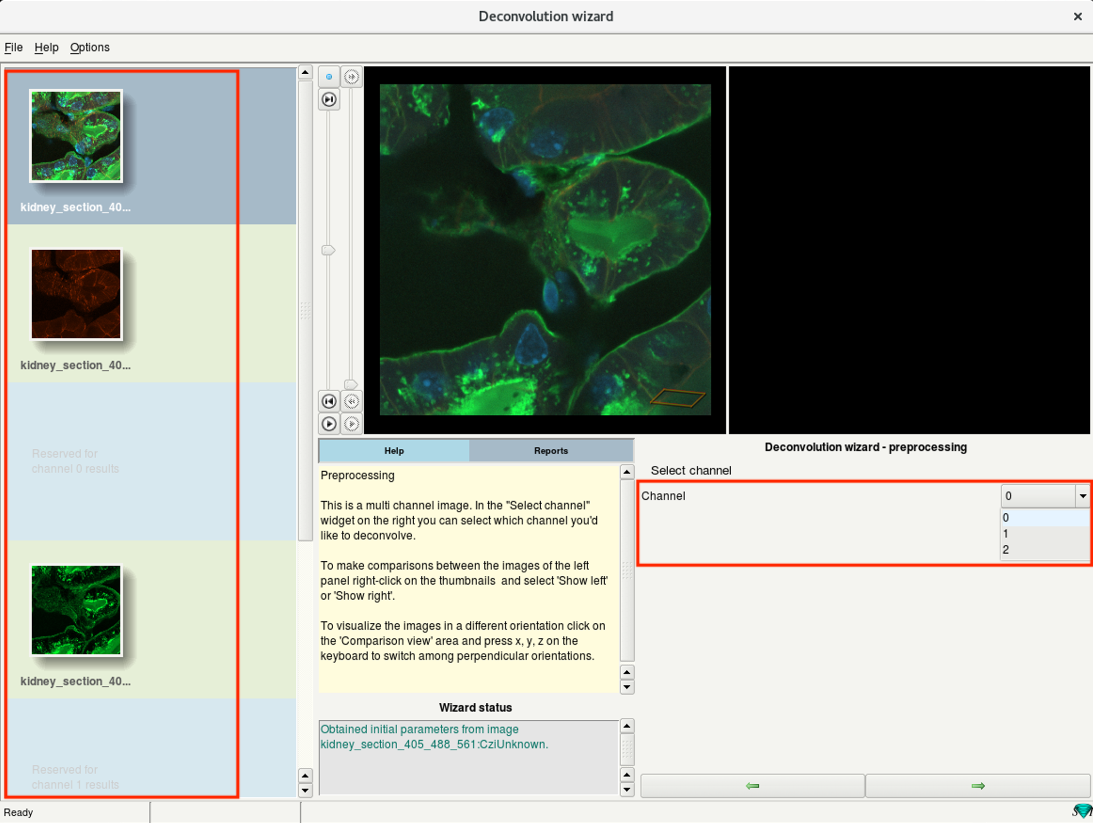 Deconvolution wizard
File Help Options
kidney_section_40...
kidney_section_40...
Reserved for
channel 0 results
kidney_section_40...
Reserved for
channel 1 results
Help Reports
Preprocessing
This is a multi channel image. In the "Select channel"
widget on the right you can select which channel you'd
like to deconvolve.
To make comparisons between the images of the left
panel right-click on the thumbnails and select 'Show left'
or 'Show right'.
To visualize the images in a different orientation click on
the 'Comparison view' area and press x, y, z on the
keyboard to switch among perpendicular orientations.
Wizard status
Obtained initial parameters from image
kidney_section_405_488_561:CziUnknown.
Deconvolution wizard - preprocessing
Select channel
Channel 0
0
1
2
Ready